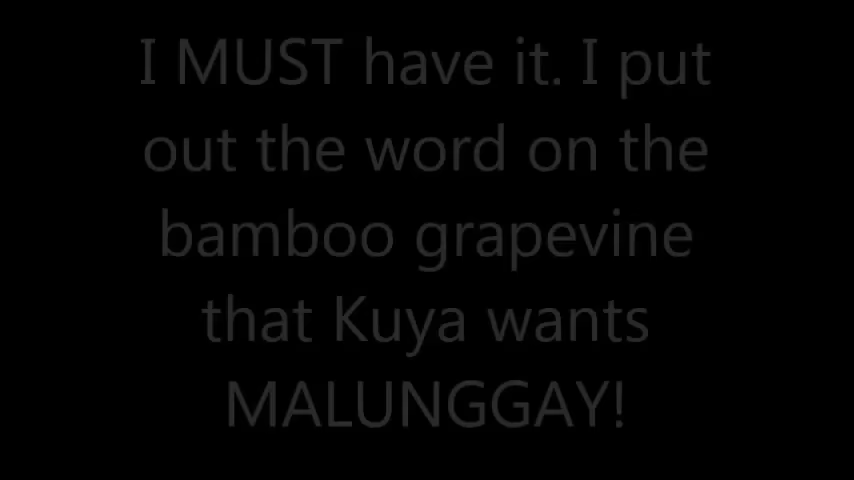 I MUST have it. I put
out the word on the
bamboo grapevine
that Kuya wants
MALUNGGAY!